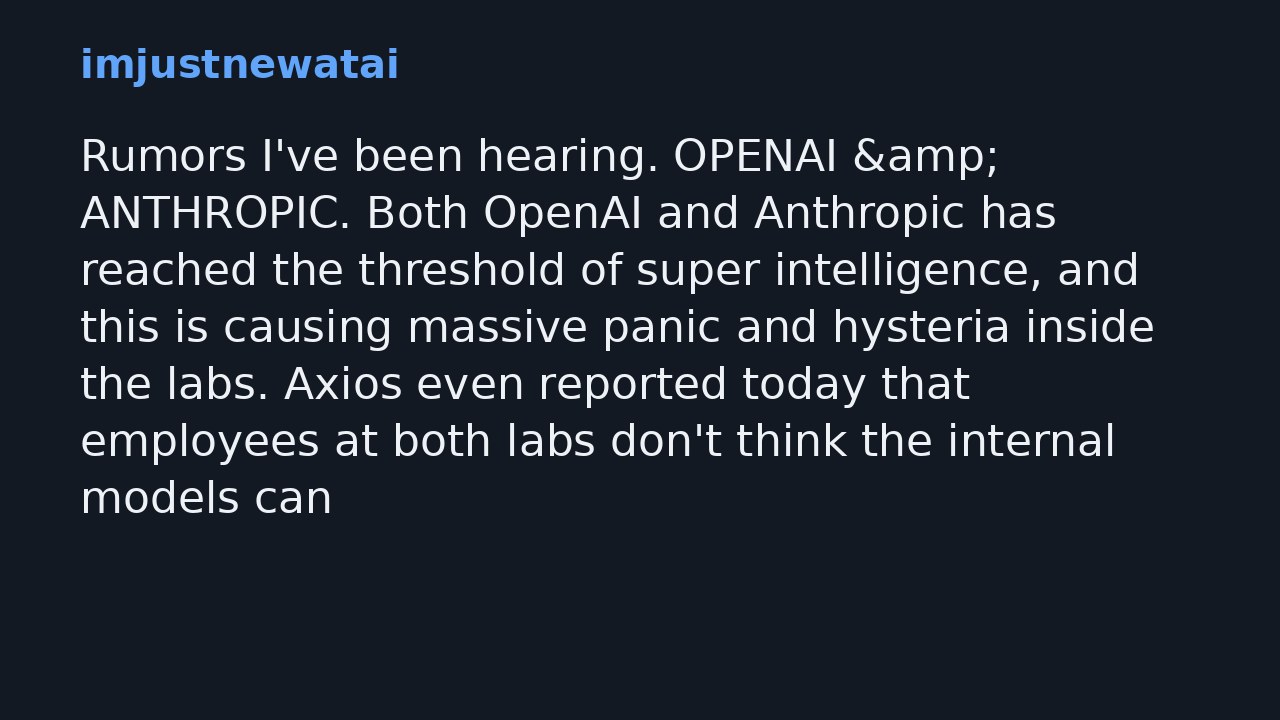 imjustnewatai
Rumors I've been hearing. OPENAI &amp;
ANTHROPIC. Both OpenAI and Anthropic has
reached the threshold of super intelligence, and
this is causing massive panic and hysteria inside
the labs. Axios even reported today that
employees at both labs don't think the internal
models can